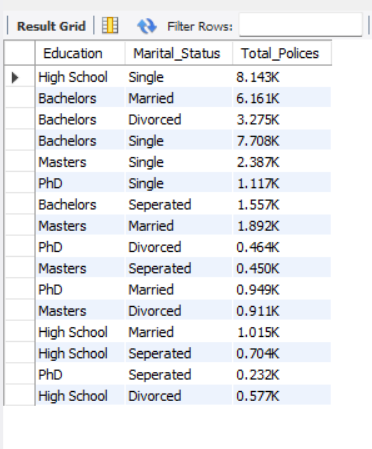 Result Grid Filter Rows:
Education Marital_Status Total_Polices
High School Single 8.143K
Bachelors Married 6.161K
Bachelors Divorced 3.275K
Bachelors Single 7.708K
Masters Single 2.387K
PhD Single 1.117K
Bachelors Seperated 1.557K
Masters Married 1.892K
PhD Divorced 0.464K
Masters Seperated 0.450K
PhD Married 0.949K
Masters Divorced 0.911K
High School Married 1.015K
High School Seperated 0.704K
PhD Seperated 0.232K
High School Divorced 0.577K